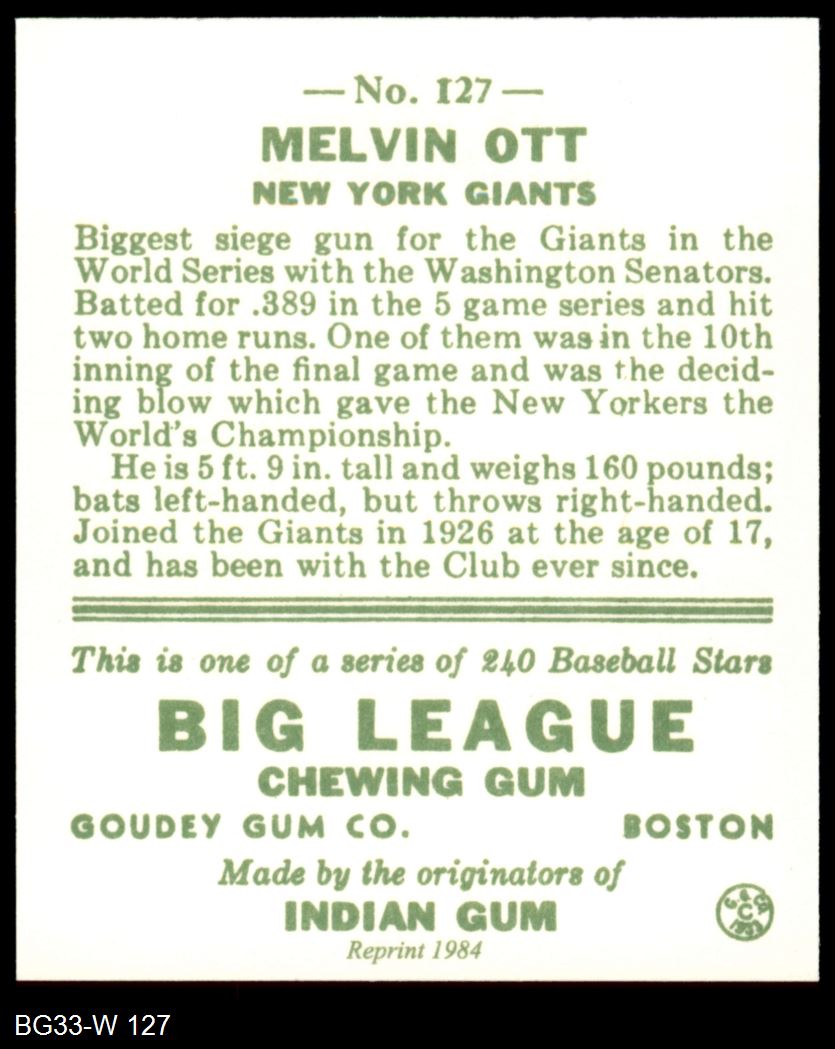 — No. 127 —
MELVIN OTT
NEW YORK GIANTS
Biggest siege gun for the Giants in the
World Series with the Washington Senators.
Batted for .389 in the 5 game series and hit
two home runs. One of them was in the 10th
inning of the final game and was the decid-
ing blow which gave the New Yorkers the
World's Championship.
He is 5 ft. 9 in. tall and weighs 160 pounds;
bats left-handed, but throws right-handed.
Joined the Giants in 1926 at the age of 17,
and has been with the Club ever since.
This is one of a series of 240 Baseball Stars
BIG LEAGUE
CHEWING GUM
GOUDEY GUM CO. BOSTON
Made by the originators of
INDIAN GUM
Reprint 1984
BG33-W 127